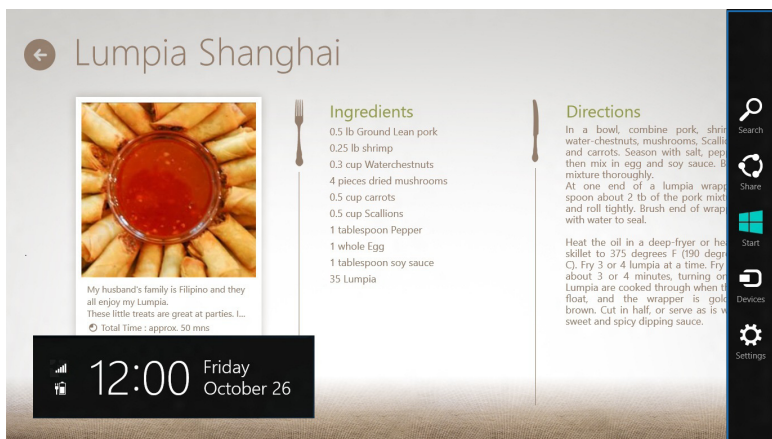 Lumpia Shanghai
My husband's family is Filipino and they
all enjoy my Lumpia.
These little treats are great at parties. I...
Total Time : approx. 50 mns
Ingredients
0.5 lb Ground Lean pork
0.25 lb shrimp
0.3 cup Waterchestnuts
4 pieces dried mushrooms
0.5 cup carrots
0.5 cup Scallions
1 tablespoon Pepper
1 whole Egg
1 tablespoon soy sauce
35 Lumpia
Directions
In a bowl, combine pork,
water-chestnuts, mushrooms,
and carrots. Season with salt,
then mix in egg and soy sauce.
mixture thoroughly.
At one end of a lumpia
spoon about 2 tb of the pork
and roll tightly. Brush end of
with water to seal.
Heat the oil in a deep-fryer or
skillet to 375 degrees F (190
C). Fry 3 or 4 lumpia at a time. Fry
about 3 or 4 minutes, turning
Lumpia are cooked through when
float, and the wrapper is
brown. Cut in half, or serve as is
sweet and spicy dipping sauce.
12:00
Friday
October 26
Search
Share
Start
Devices
Settings